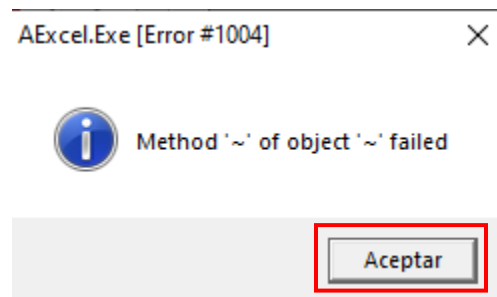 AExcel.Exe [Error #1004]
Method '~' of object '~' failed
Aceptar